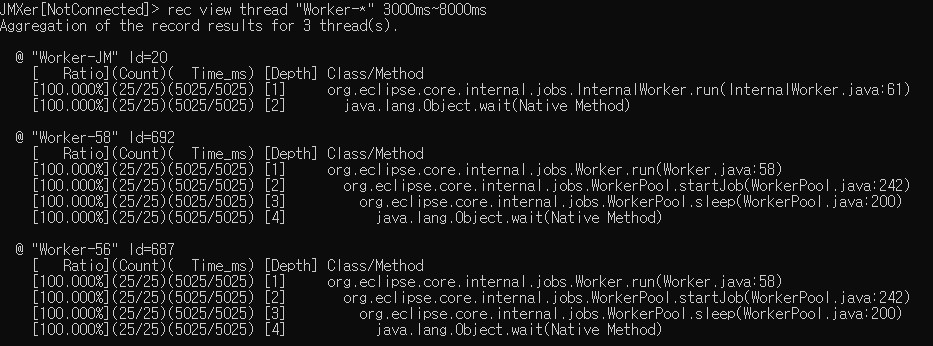 JMXer[NotConnected]> rec view thread "Worker-*" 3000ms~8000ms
Aggregation of the record results for 3 thread(s).
@ "Worker-JM" Id=20
[   Ratio](Count)(  Time_ms) [Depth] Class/Method
[100.000%](25/25)(5025/5025) [1]     org.eclipse.core.internal.jobs.InternalWorker.run(InternalWorker.java:61)
[100.000%](25/25)(5025/5025) [2]       java.lang.Object.wait(Native Method)
@ "Worker-58" Id=692
[   Ratio](Count)(  Time_ms) [Depth] Class/Method
[100.000%](25/25)(5025/5025) [1]     org.eclipse.core.internal.jobs.Worker.run(Worker.java:58)
[100.000%](25/25)(5025/5025) [2]       org.eclipse.core.internal.jobs.WorkerPool.startJob(WorkerPool.java:242)
[100.000%](25/25)(5025/5025) [3]         org.eclipse.core.internal.jobs.WorkerPool.sleep(WorkerPool.java:200)
[100.000%](25/25)(5025/5025) [4]           java.lang.Object.wait(Native Method)
@ "Worker-56" Id=687
[   Ratio](Count)(  Time_ms) [Depth] Class/Method
[100.000%](25/25)(5025/5025) [1]     org.eclipse.core.internal.jobs.Worker.run(Worker.java:58)
[100.000%](25/25)(5025/5025) [2]       org.eclipse.core.internal.jobs.WorkerPool.startJob(WorkerPool.java:242)
[100.000%](25/25)(5025/5025) [3]         org.eclipse.core.internal.jobs.WorkerPool.sleep(WorkerPool.java:200)
[100.000%](25/25)(5025/5025) [4]           java.lang.Object.wait(Native Method)